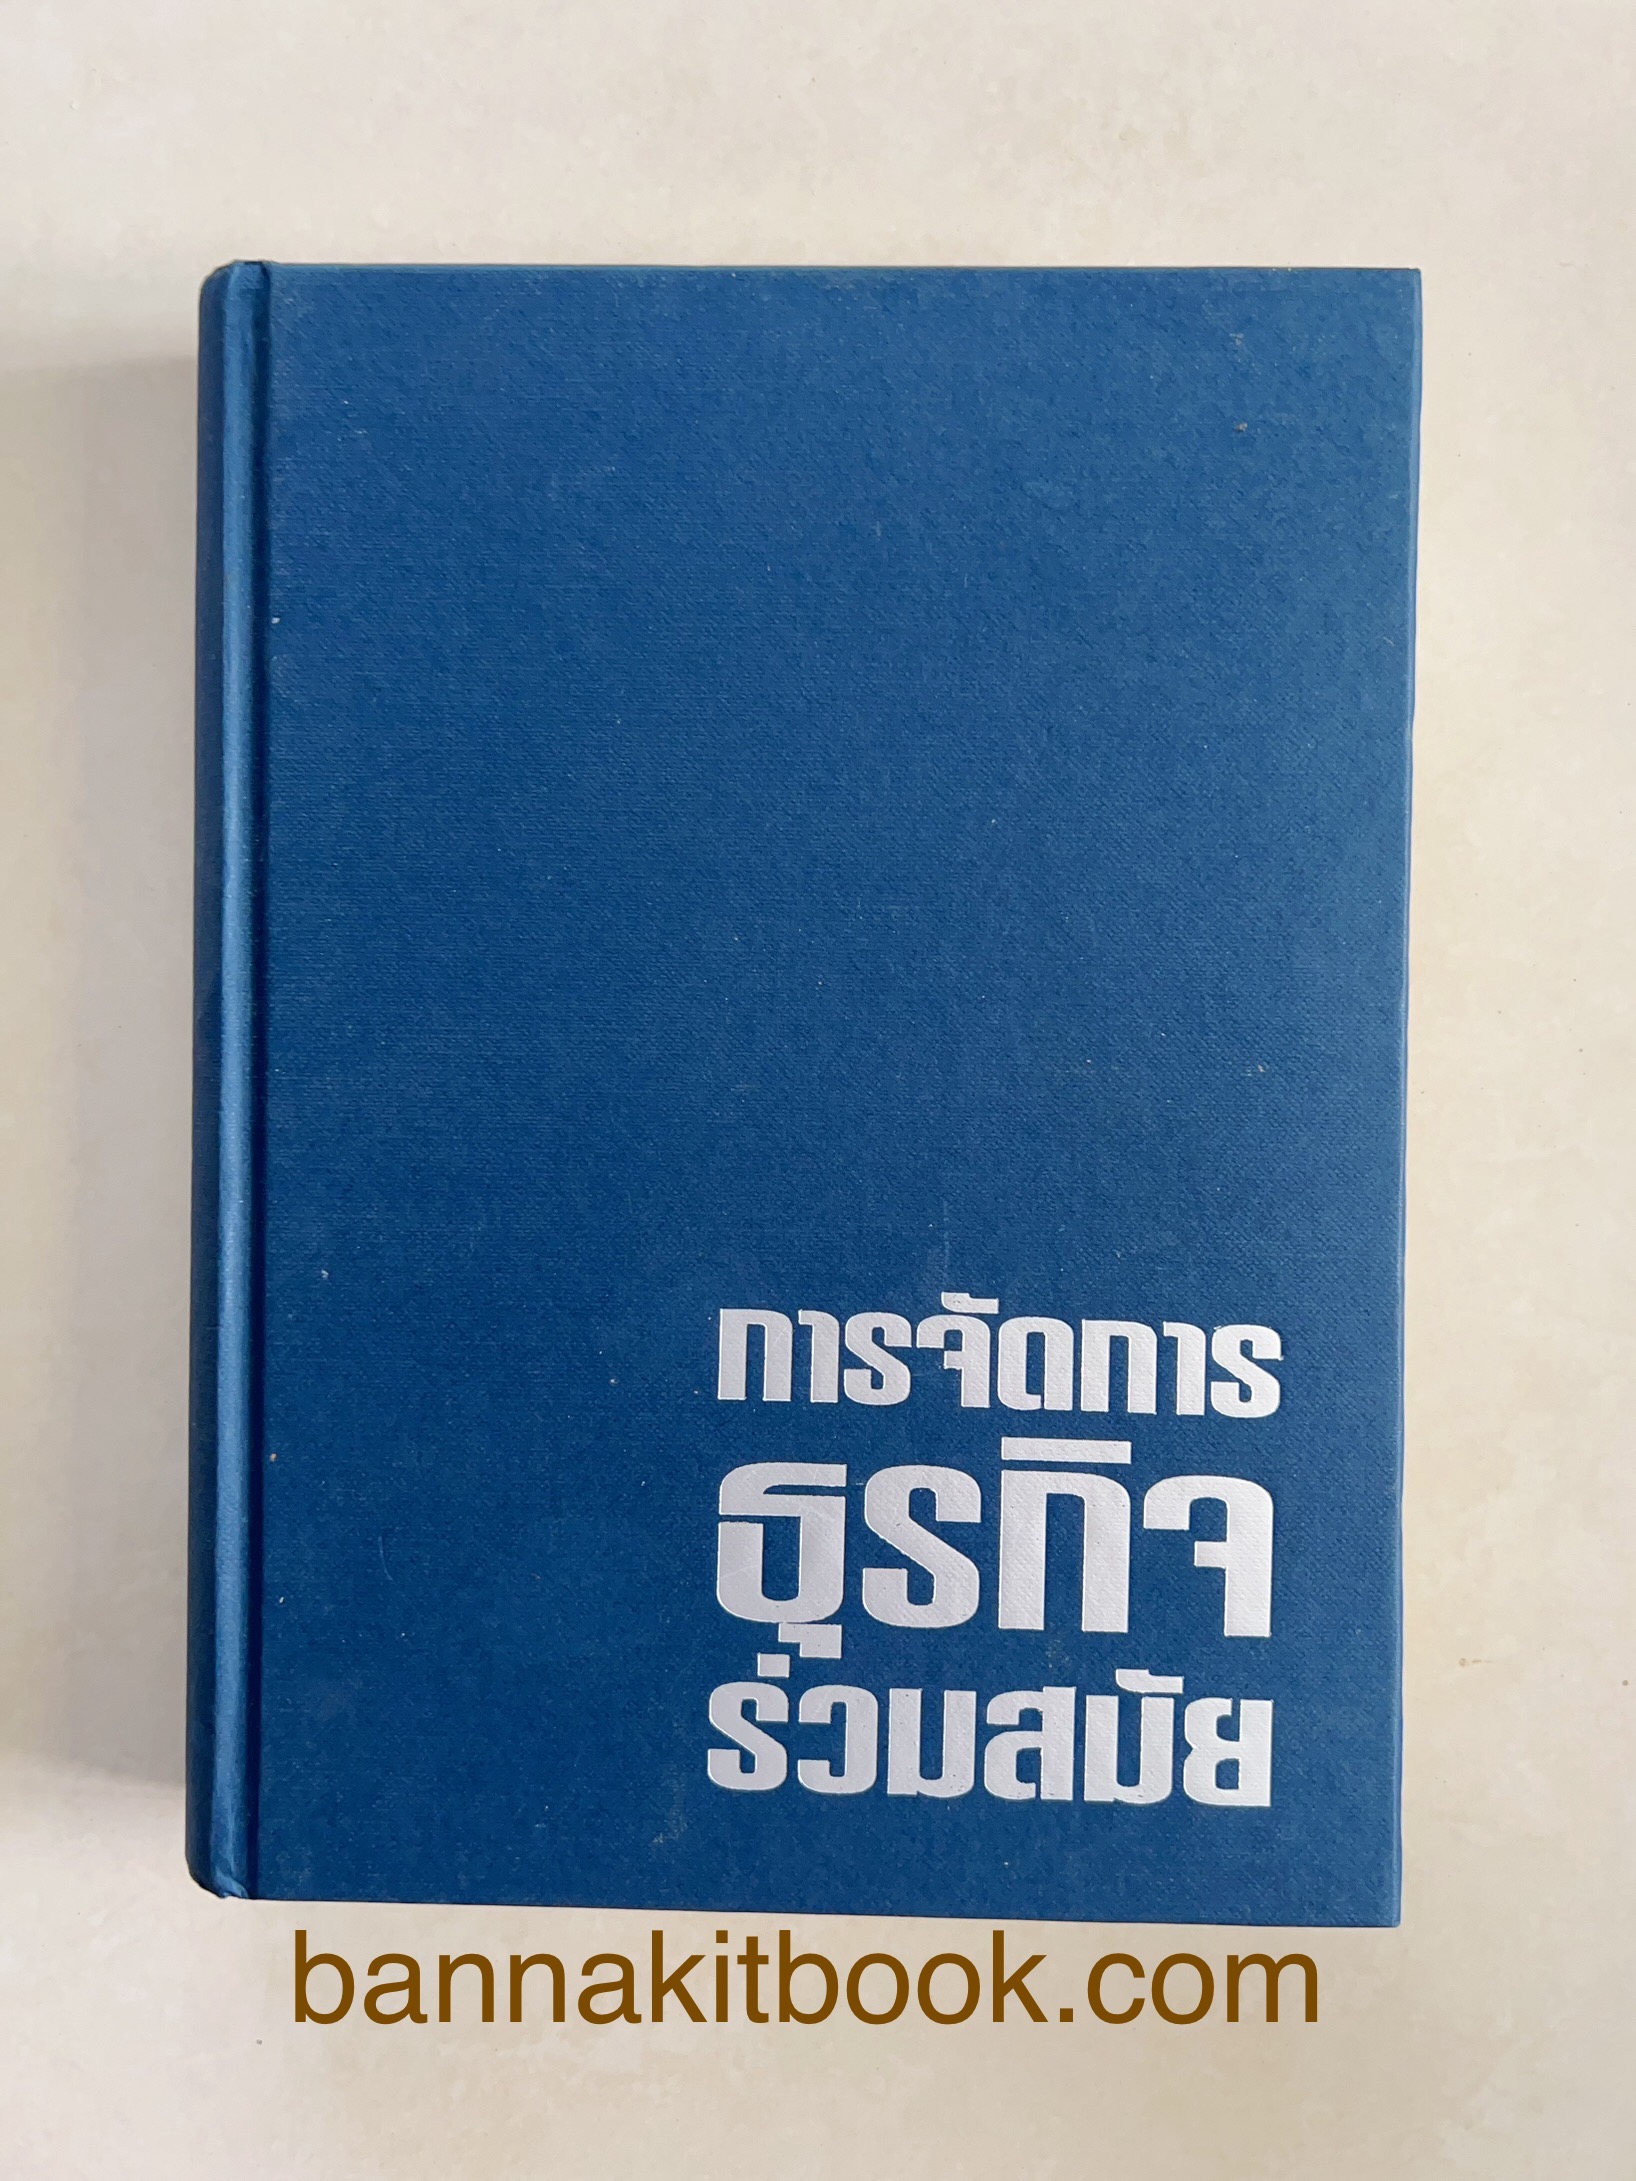 การจัดการ
ธุรกิจ
ร่วมสมัย
bannakitbook.com